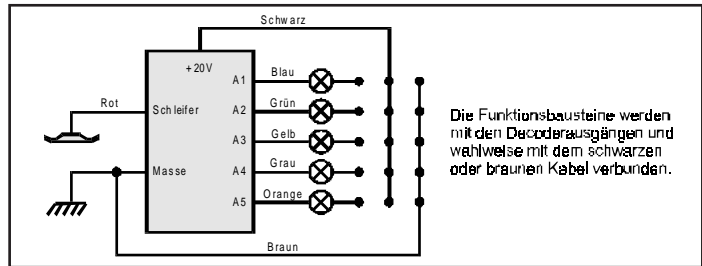 Schwarz
+20V
A1 Blau
Rot Schleifer A2 Grün
A3 Gelb
Masse A4 Grau
A5 Orange
Braun
Die Funktionsbausteine werden
mit den Decoderausgängen und
wahlweise mit dem schwarzen
oder braunen Kabel verbunden.